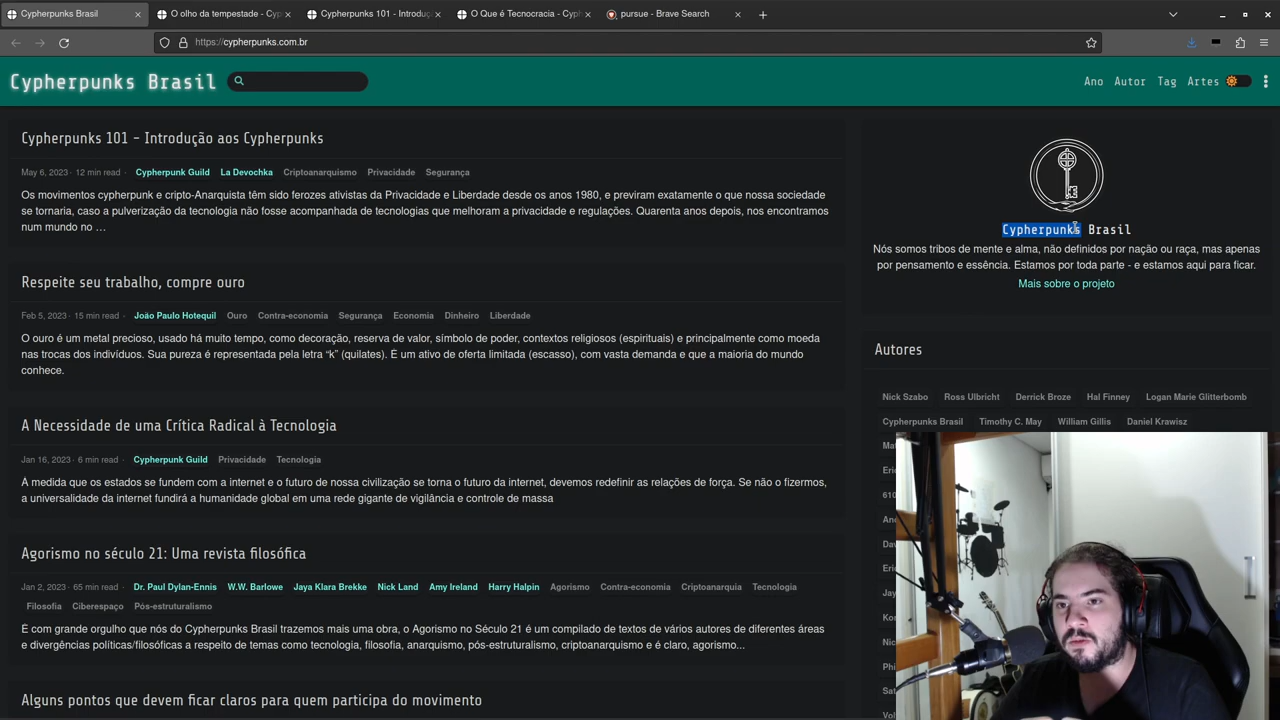 Cypherpunks Brasil
O olho da tempestade - Cyp
Cypherpunks 101 - Introduç
O Que é Tecnocracia - Cyph
pursue - Brave Search
https://cypherpunks.com.br
Cypherpunks Brasil
Ano Autor Tag Artes
Cypherpunks 101 - Introdução aos Cypherpunks
May 6, 2023 · 12 min read · Cypherpunk Guild La Devochka Criptoanarquismo Privacidade Segurança
Os movimentos cypherpunk e cripto-Anarquista têm sido ferozes ativistas da Privacidade e Liberdade desde os anos 1980, e previram exatamente o que nossa sociedade
se tornaria, caso a pulverização da tecnologia não fosse acompanhada de tecnologias que melhoram a privacidade e regulações. Quarenta anos depois, nos encontramos
num mundo no …
Respeite seu trabalho, compre ouro
Feb 5, 2023 · 15 min read · João Paulo Hotequil Ouro Contra-economia Segurança Economia Dinheiro Liberdade
O ouro é um metal precioso, usado há muito tempo, como decoração, reserva de valor, símbolo de poder, contextos religiosos (espirituais) e principalmente como moeda
nas trocas dos indivíduos. Sua pureza é representada pela letra “k” (quilates). É um ativo de oferta limitada (escasso), com vasta demanda e que a maioria do mundo
conhece.
A Necessidade de uma Crítica Radical à Tecnologia
Jan 16, 2023 · 6 min read · Cypherpunk Guild Privacidade Tecnologia
A medida que os estados se fundem com a internet e o futuro de nossa civilização se torna o futuro da internet, devemos redefinir as relações de força. Se não o fizermos,
a universalidade da internet fundirá a humanidade global em uma rede gigante de vigilância e controle de massa
Agorismo no século 21: Uma revista filosófica
Jan 2, 2023 · 65 min read · Dr. Paul Dylan-Ennis W.W. Barlowe Jaya Klara Brekke Nick Land Amy Ireland Harry Halpin Agorismo Contra-economia Criptoanarquia Tecnologia
Filosofia Ciberespaço Pós-estruturalismo
É com grande orgulho que nós do Cypherpunks Brasil trazemos mais uma obra, o Agorismo no Século 21 é um compilado de textos de vários autores de diferentes áreas
e divergências políticas/filosóficas a respeito de temas como tecnologia, filosofia, anarquismo, pós-estruturalismo, criptoanarquismo e é claro, agorismo...
Alguns pontos que devem ficar claros para quem participa do movimento
Cypherpunks Brasil
Nós somos tribos de mente e alma, não definidos por nação ou raça, mas apenas
por pensamento e essência. Estamos por toda parte - e estamos aqui para ficar.
Mais sobre o projeto
Autores
Nick Szabo Ross Ulbricht Derrick Broze Hal Finney Logan Marie Glitterbomb
Cypherpunks Brasil Timothy C. May William Gillis Daniel Krawisz
Eric
610
Dav
Eric
Jay
Nic
Phi
Sat